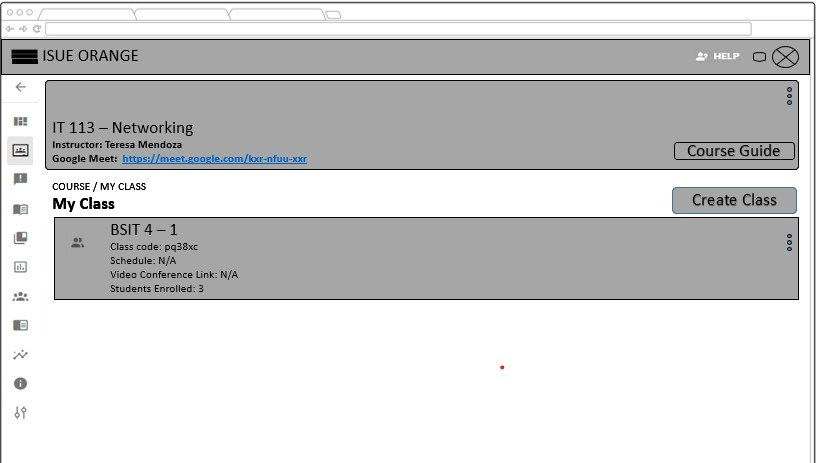 ISUE ORANGE
HELP
IT 113 – Networking
Instructor: Teresa Mendoza
Google Meet: https://meet.google.com/kxr-nfuu-xxr
Course Guide
COURSE / MY CLASS
My Class
Create Class
BSIT 4 – 1
Class code: pq38xc
Schedule: N/A
Video Conference Link: N/A
Students Enrolled: 3